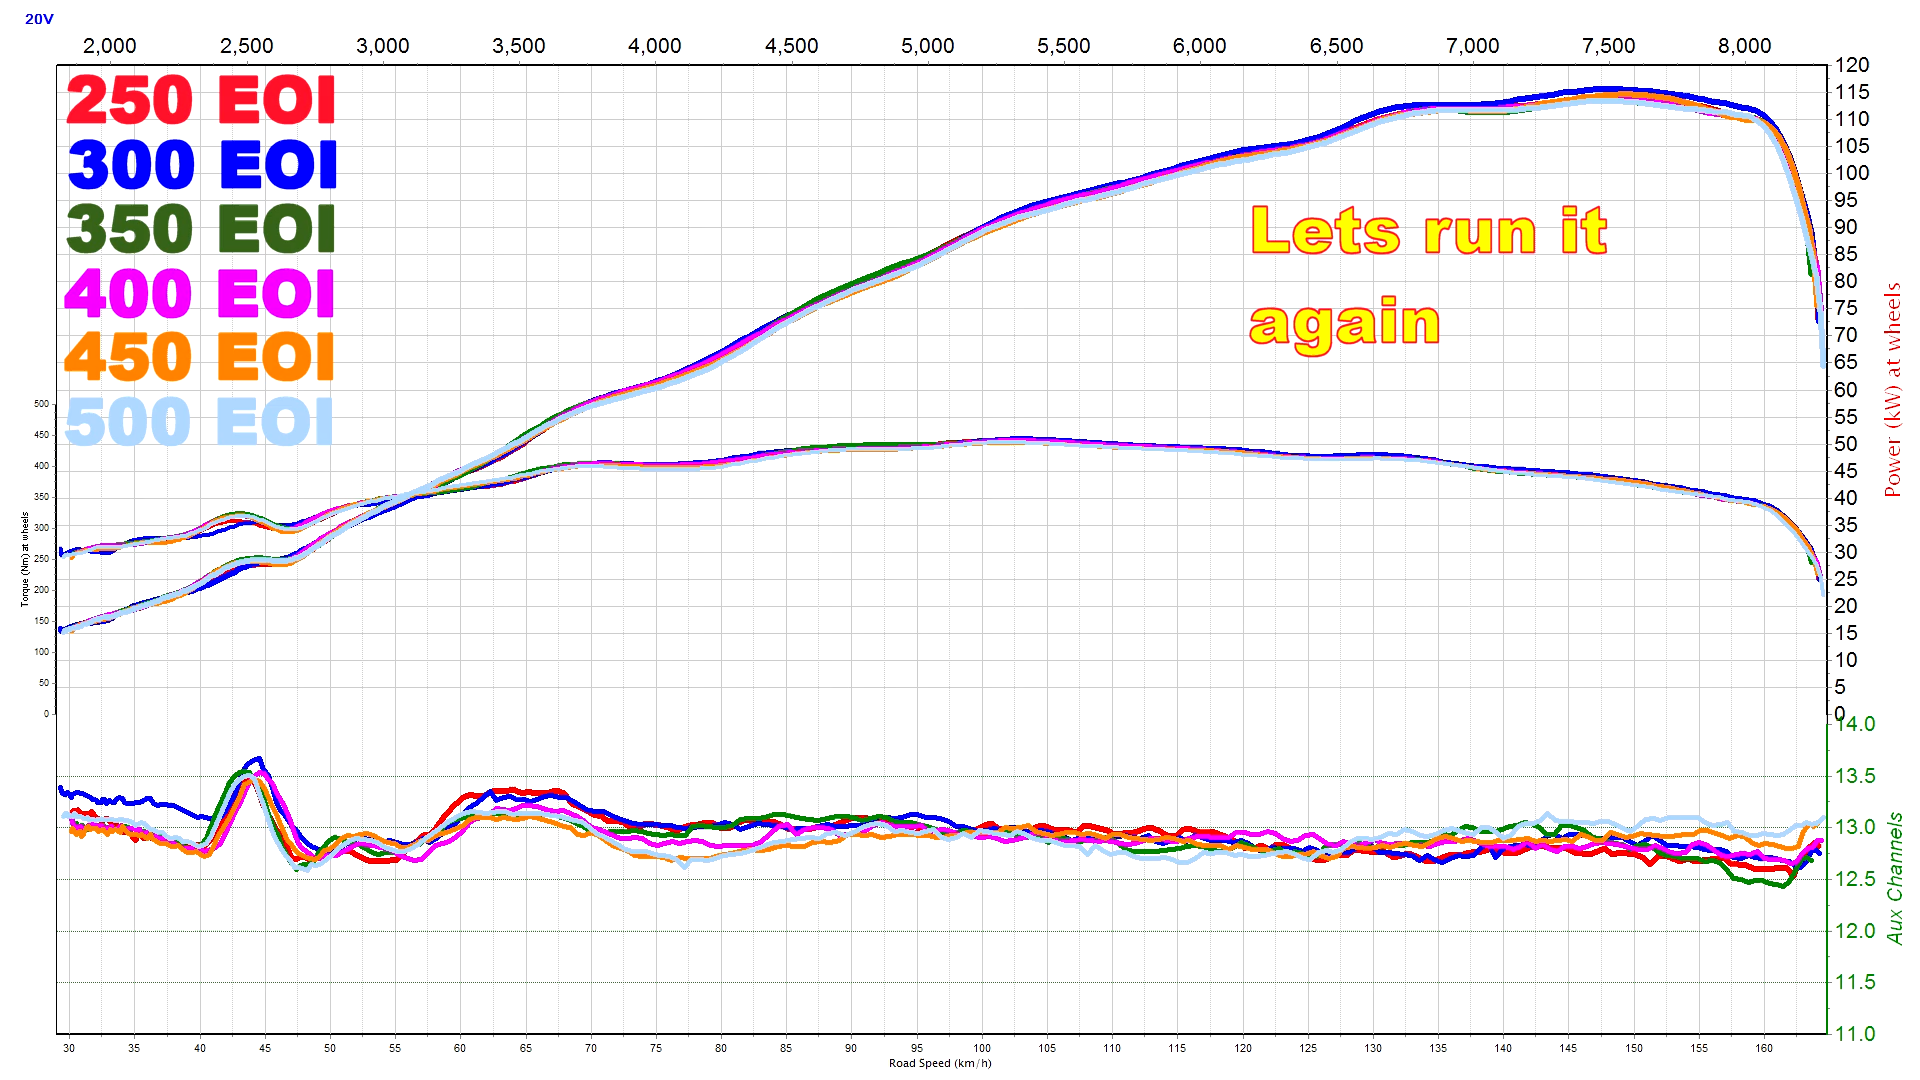 20V
2,000 2,500 3,000 3,500 4,000 4,500 5,000 5,500 6,000 6,500 7,000 7,500 8,000
250 EOI
300 EOI
350 EOI
400 EOI
450 EOI
500 EOI
Lets run it
again
120
115
110
105
100
95
90
85
80
75
70
65
60
55
50
45
40
35
30
25
20
15
10
5
0
Power (kW) at wheels
500
450
400
350
300
250
200
150
100
50
0
Torque (Nm) at wheels
14.0
13.5
13.0
12.5
12.0
11.5
11.0
Aux Channels
30 35 40 45 50 55 60 65 70 75 80 85 90 95 100 105 110 115 120 125 130 135 140 145 150 155 160
Road Speed (km/h)